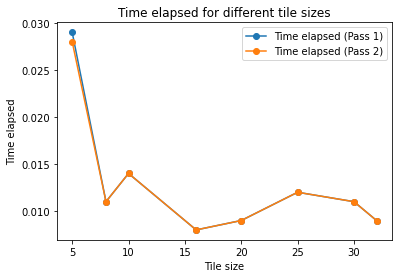 Time elapsed for different tile sizes
Time elapsed (Pass 1)
Time elapsed (Pass 2)
0.030
0.025
0.020
0.015
0.010
Time elapsed
5
10
15
20
25
30
Tile size